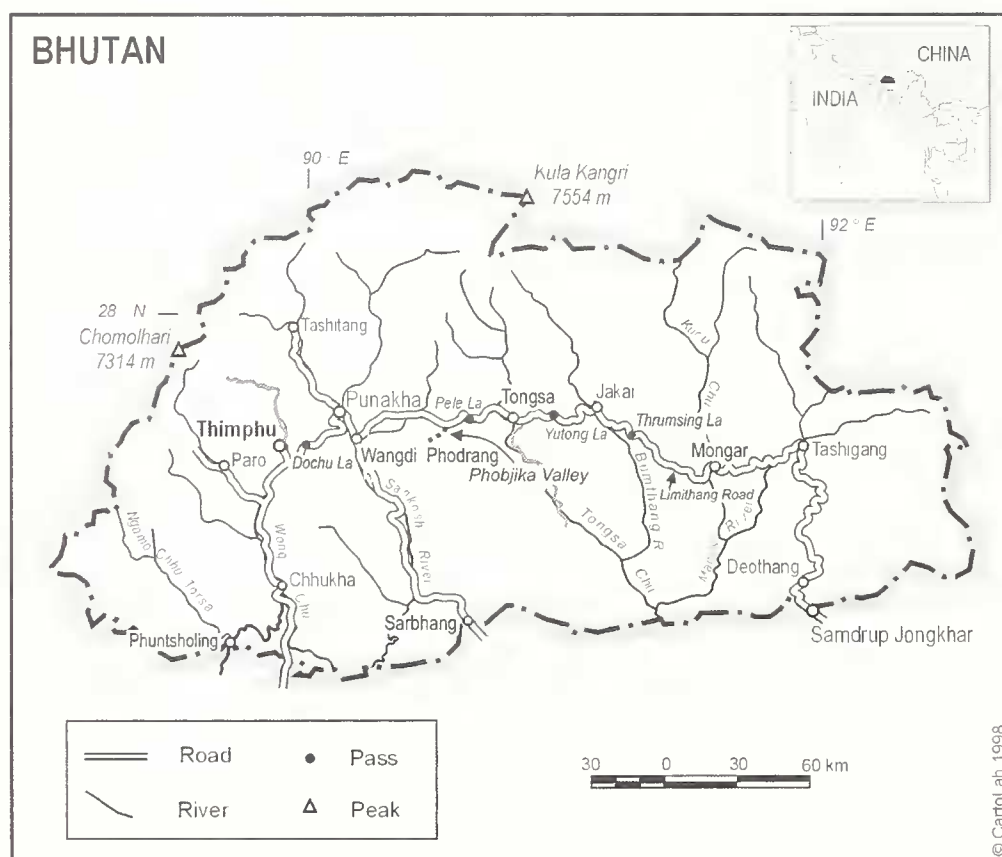 BHUTAN
CHINA
INDIA
90 ° E
Kula Kangri
7554 m
92 ° E
28 N
Chomolhari
7314 m
Tashitang
Kuru
Chu
Punakha
Pele La
Tongsa
Jakar
Thrumsing La
Thimphu
Yutong La
Mongar
Paro
Dochu La
Wangdi
Phodrang
Tashigang
Phobjika Valley
Limithang Road
Bumthang R
Sankosh
River
Ngamo Chhu Torsa
Wong
Chu
Tongsa
Chu
River
Deothang
Chhukha
Sarbhang
Phuntsholing
Samdrup Jongkhar
Road
Pass
River
Peak
30 0 30 60 km
© CartoLab 1998